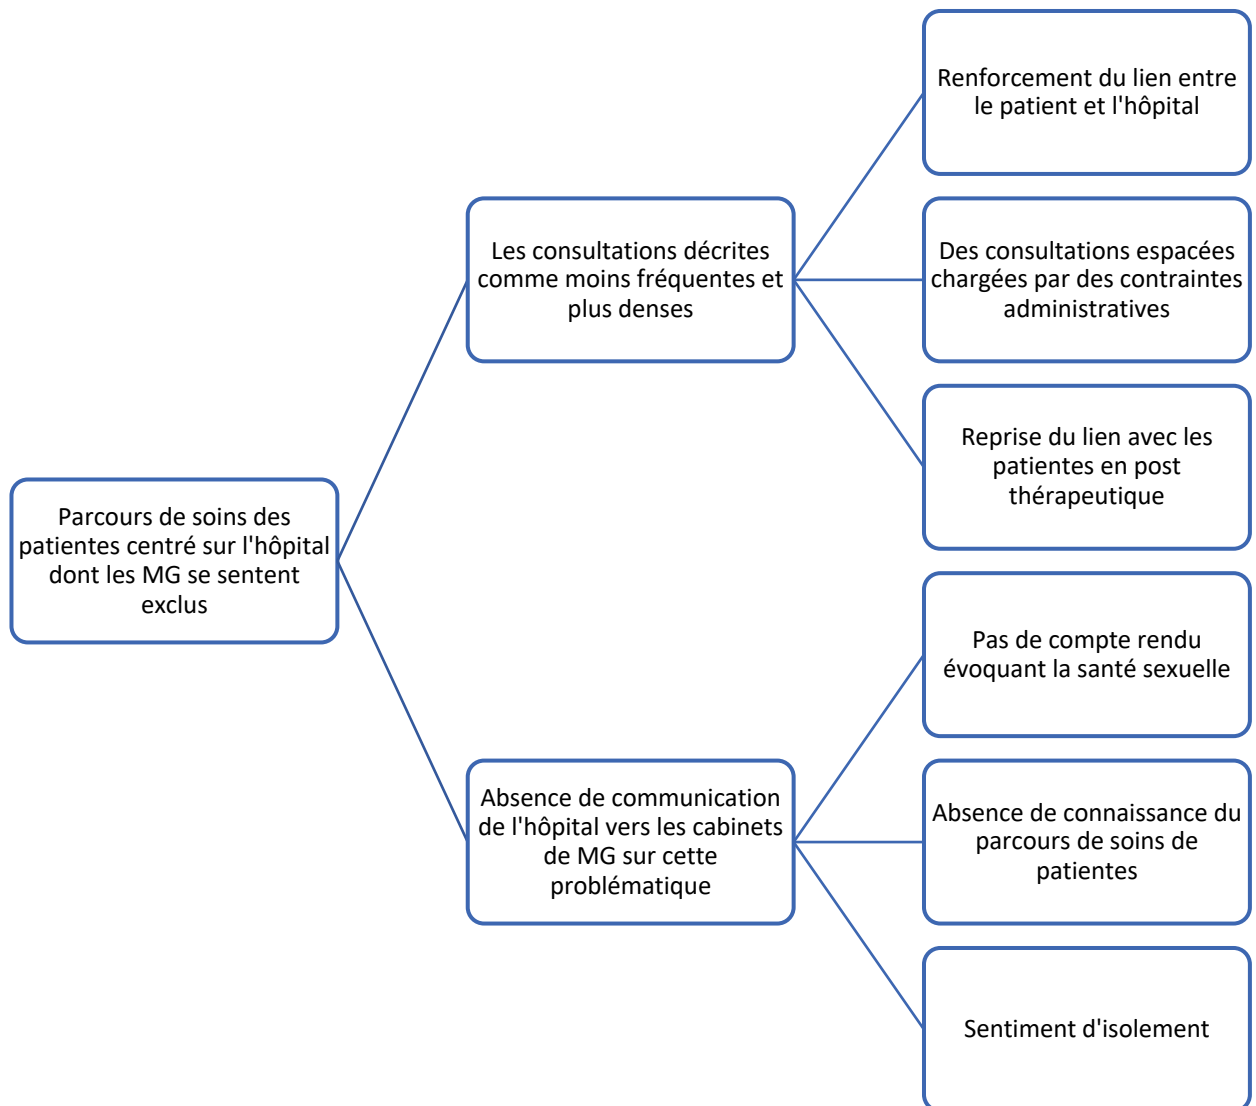 Parcours de soins des
patientes centré sur l'hôpital
dont les MG se sentent
exclus
Les consultations décrites
comme moins fréquentes et
plus denses
Renforcement du lien entre
le patient et l'hôpital
Des consultations espacées
chargées par des contraintes
administratives
Reprise du lien avec les
patientes en post
thérapeutique
Absence de communication
de l'hôpital vers les cabinets
de MG sur cette
problématique
Pas de compte rendu
évoquant la santé sexuelle
Absence de connaissance du
parcours de soins de
patientes
Sentiment d'isolement